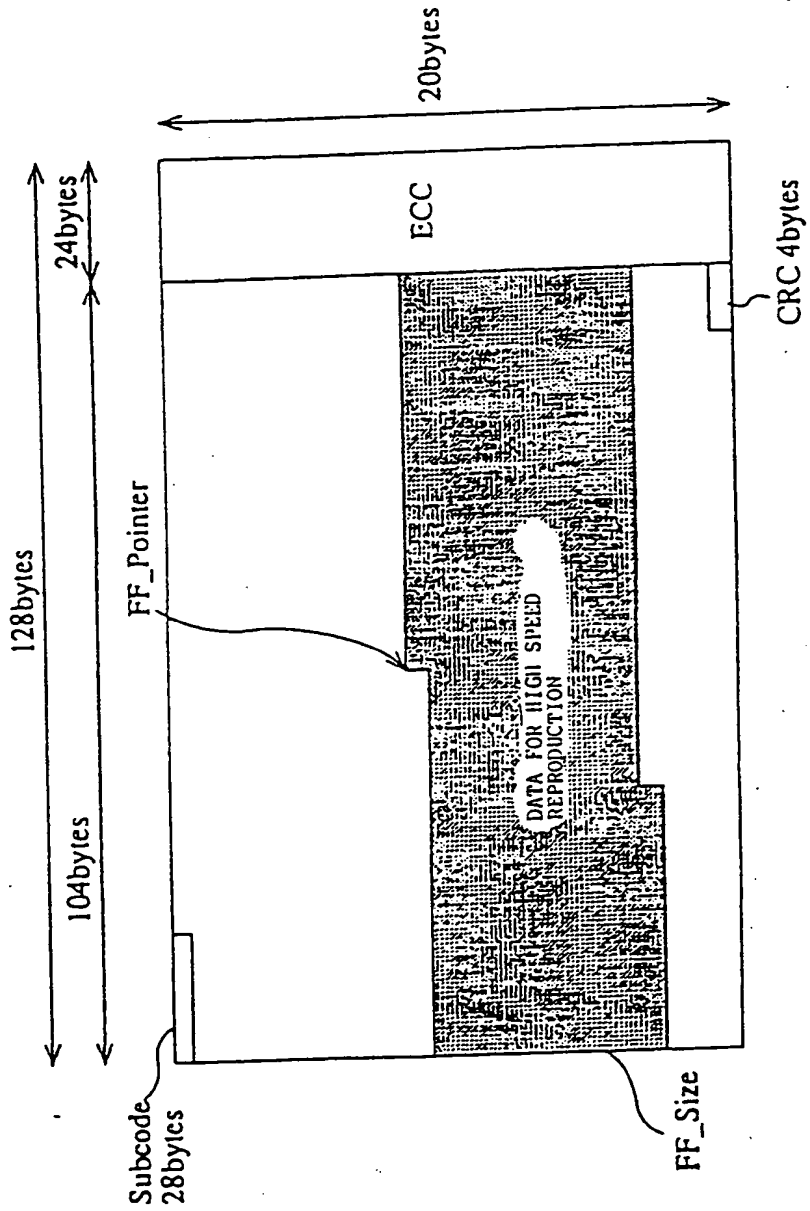 128bytes
104bytes
24bytes
Subcode
28bytes
FF_Pointer
ECC
20bytes
DATA FOR HIGH SPEED
REPRODUCTION
FF_Size
CRC 4bytes